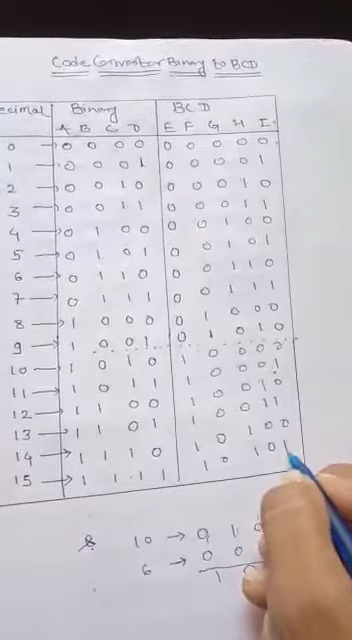 Code Convertor Binary to BCD
ecimal Binary BCD
A B C D E F G H I
0 → 0 0 0 0 0 0 0 0 0
1 → 0 0 0 1 0 0 0 0 1
2 → 0 0 1 0 0 0 0 1 0
3 → 0 0 1 1 0 0 0 1 1
4 → 0 1 0 0 0 0 1 0 0
5 → 0 1 0 1 0 0 1 0 1
6 → 0 1 1 0 0 0 1 1 0
7 → 0 1 1 1 0 0 1 1 1
8 → 1 0 0 0 0 1 0 0 0
9 → 1 0 0 1 0 1 0 1 0
10 → 1 0 1 0 1 0 0 0 0
11 → 1 0 1 1 1 0 0 0 1
12 → 1 1 0 0 1 0 0 1 0
13 → 1 1 0 1 1 0 0 1 1
14 → 1 1 1 0 1 0 1 0 0
15 → 1 1 1 1 1 0 1 0 1
10 → 0 1 0
6 → 0 0
1 0